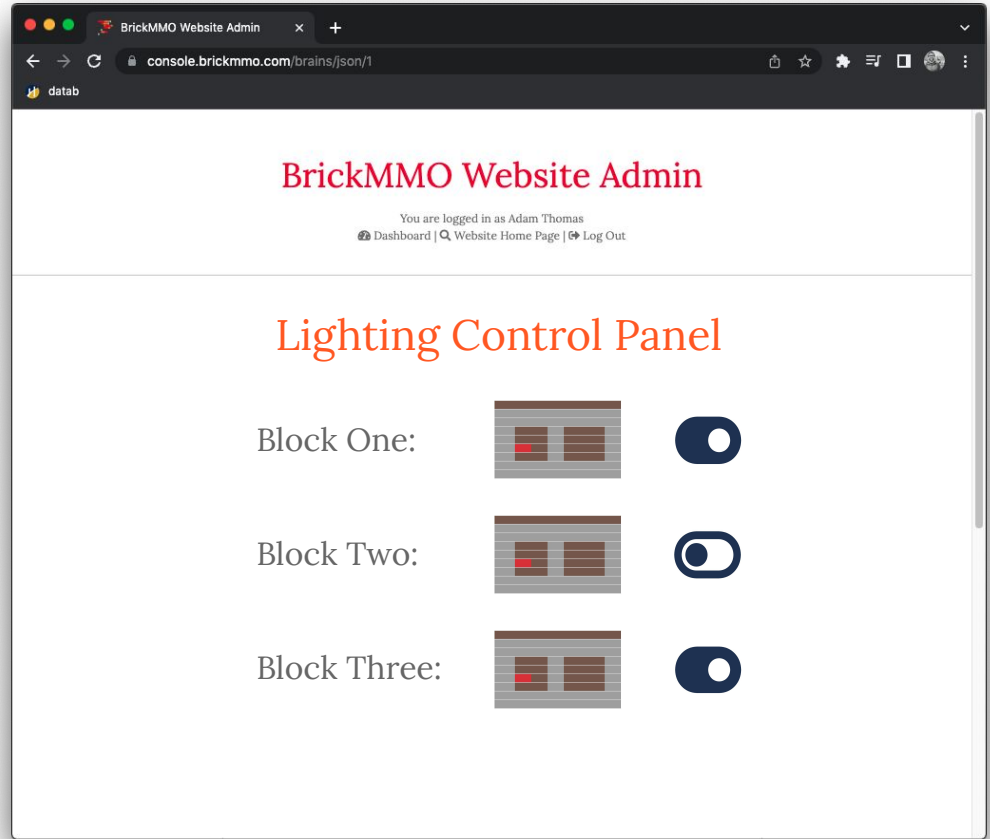 BrickMMO Website Admin
console.brickmmo.com/brains/json/1
datab
BrickMMO Website Admin
You are logged in as Adam Thomas
Dashboard | Website Home Page | Log Out
Lighting Control Panel
Block One:
Block Two:
Block Three: